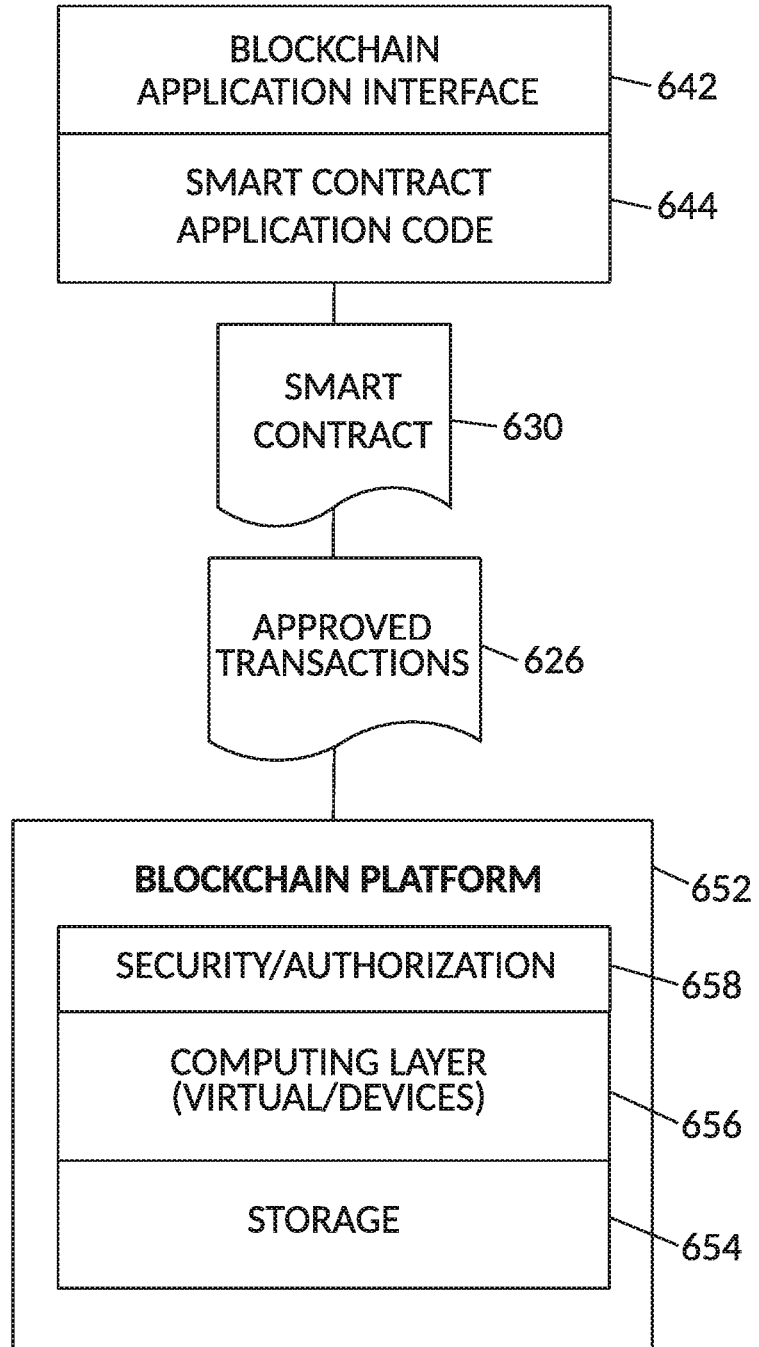 BLOCKCHAIN
APPLICATION INTERFACE
642
SMART CONTRACT
APPLICATION CODE
644
SMART
CONTRACT
630
APPROVED
TRANSACTIONS
626
BLOCKCHAIN PLATFORM
652
SECURITY/AUTHORIZATION
658
COMPUTING LAYER
(VIRTUAL/DEVICES)
656
STORAGE
654